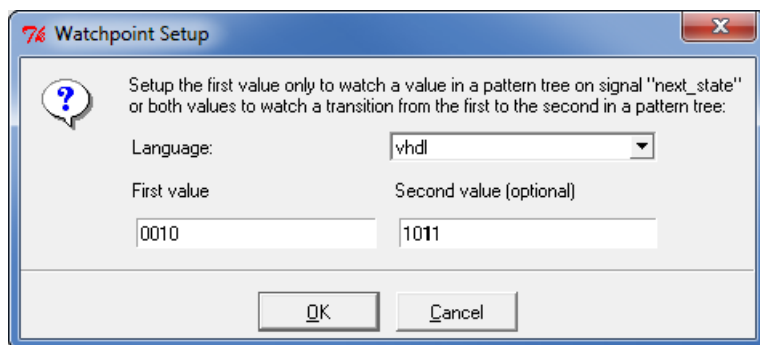 Watchpoint Setup
Setup the first value only to watch a value in a pattern tree on signal "next_state"
or both values to watch a transition from the first to the second in a pattern tree:
Language: vhdl
First value Second value (optional)
0010 1011
OK Cancel